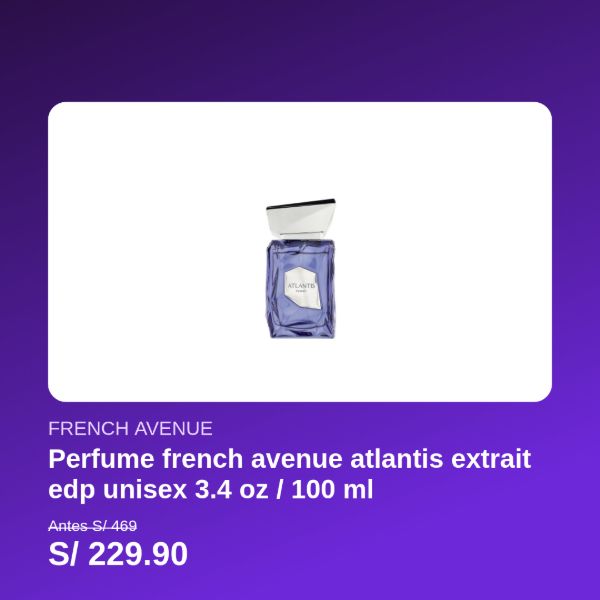 ATLANTIS
FRENCH AVENUE
Perfume french avenue atlantis extrait
edp unisex 3.4 oz / 100 ml
Antes S/ 469
S/ 229.90